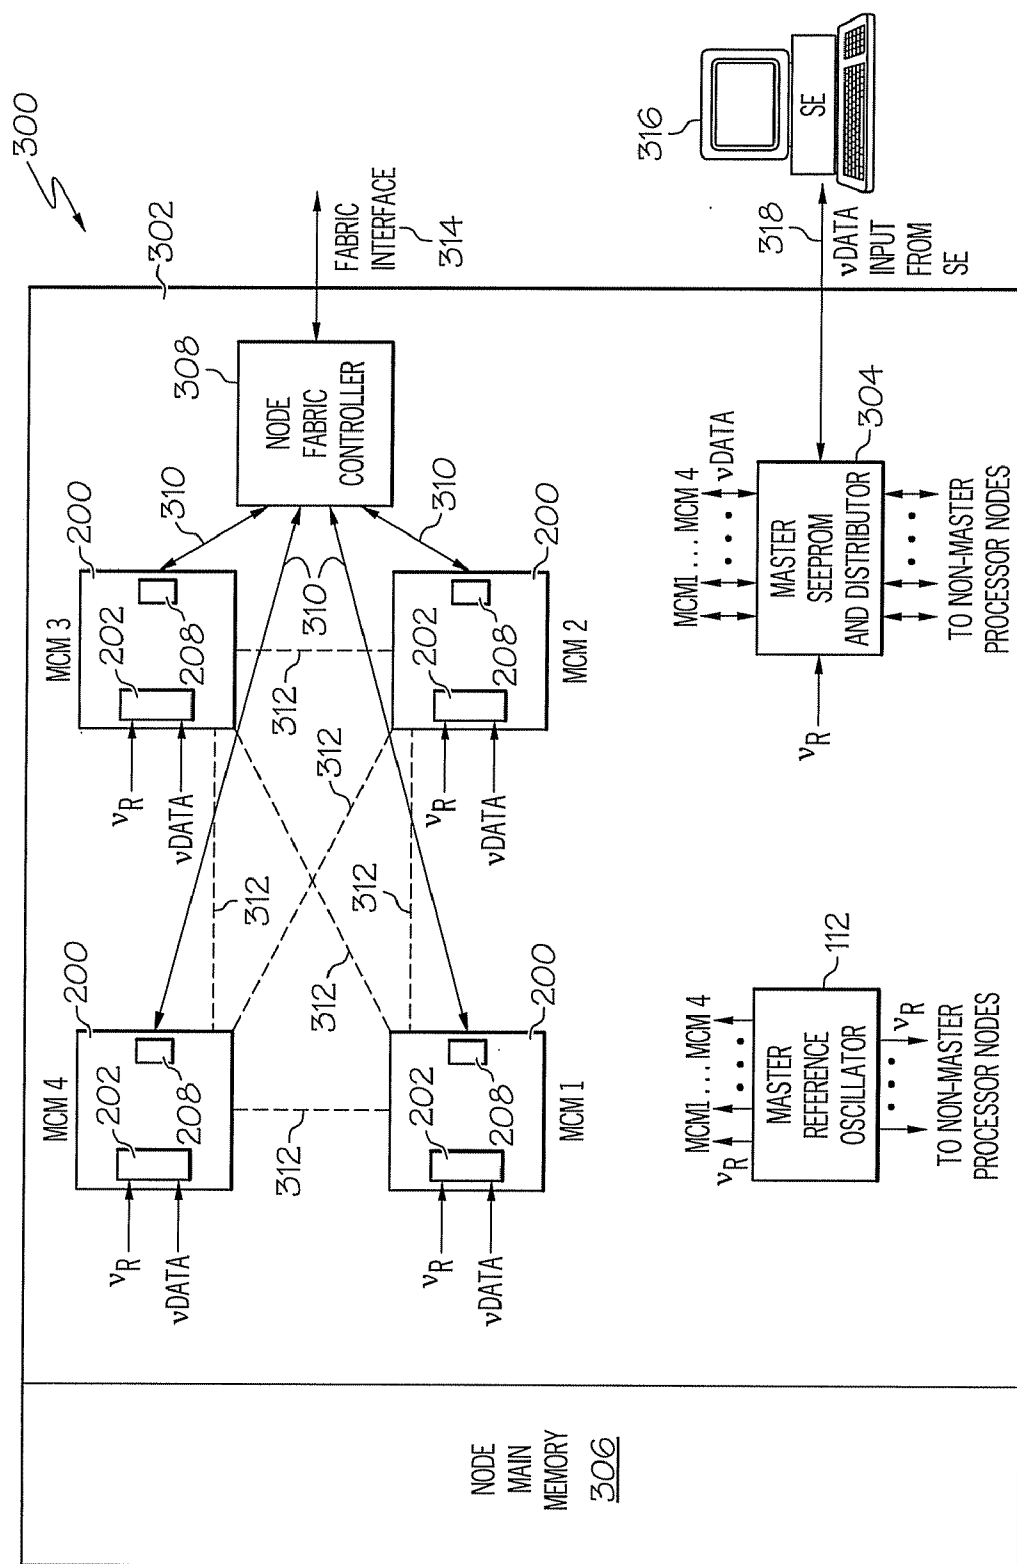 300
302
NODE
MAIN
MEMORY
306
MCM 4
200
202
208
νR
νDATA
MCM 3
200
202
208
νR
νDATA
310
308
NODE
FABRIC
CONTROLLER
FABRIC
INTERFACE
314
312
312
312
312
312
312
310
310
200
202
208
νR
νDATA
MCM 1
200
202
208
νR
νDATA
MCM 2
νR
MCM1 ... MCM 4
112
MASTER
REFERENCE
OSCILLATOR
νR
TO NON-MASTER
PROCESSOR NODES
MCM1 ... MCM 4
νDATA
νR
MASTER
SEEPROM
AND DISTRIBUTOR
304
TO NON-MASTER
PROCESSOR NODES
316
SE
318
νDATA
INPUT
FROM
SE